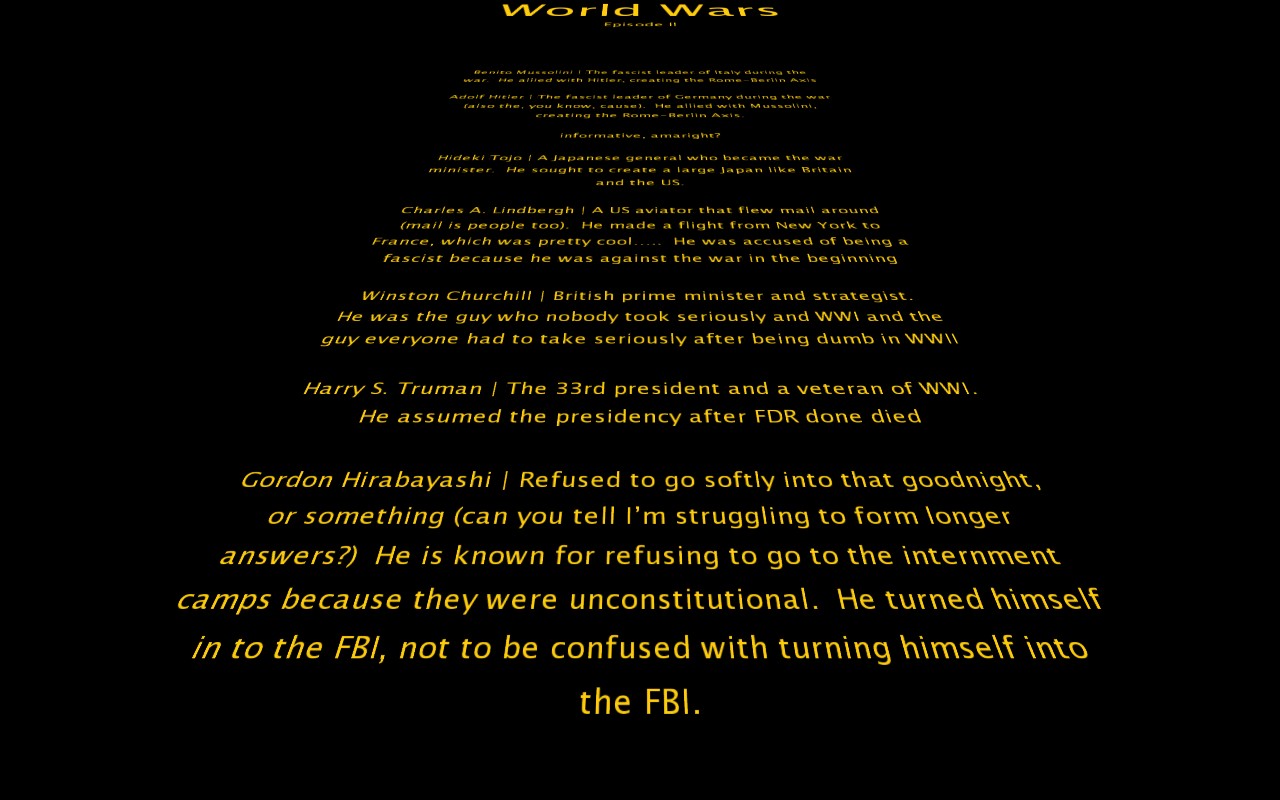 World Wars
Episode II
Benito Mussolini | The fascist leader of Italy during the
war.  He allied with Hitler, creating the Rome-Berlin Axis
Adolf Hitler | The fascist leader of Germany during the war
(also the, you know, cause).  He allied with Mussolini,
creating the Rome-Berlin Axis.
informative, amaright?
Hideki Tojo | A Japanese general who became the war
minister.  He sought to create a large Japan like Britain
and the US.
Charles A. Lindbergh | A US aviator that flew mail around
(mail is people too).  He made a flight from New York to
France, which was pretty cool.....  He was accused of being a
fascist because he was against the war in the beginning
Winston Churchill | British prime minister and strategist.
He was the guy who nobody took seriously and WWI and the
guy everyone had to take seriously after being dumb in WWII
Harry S. Truman | The 33rd president and a veteran of WWI.
He assumed the presidency after FDR done died
Gordon Hirabayashi | Refused to go softly into that goodnight,
or something (can you tell I’m struggling to form longer
answers?)  He is known for refusing to go to the internment
camps because they were unconstitutional.  He turned himself
in to the FBI, not to be confused with turning himself into
the FBI.